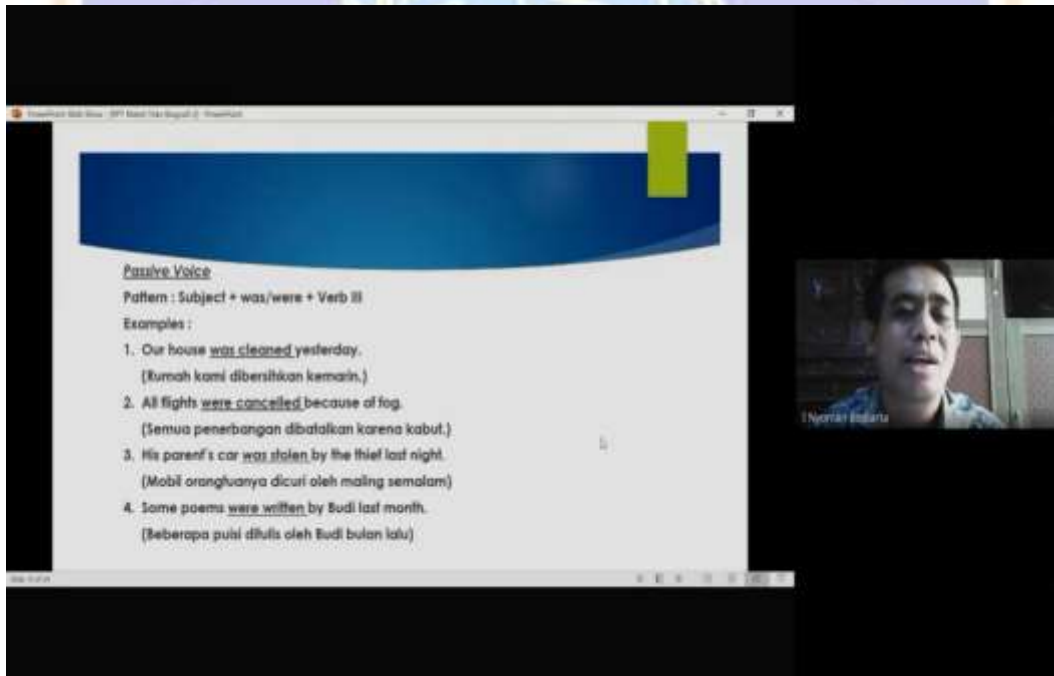 Passive Voice
Pattern : Subject + was/were + Verb III
Examples :
1. Our house was cleaned yesterday.
(Rumah kami dibersihkan kemarin.)
2. All flights were cancelled because of fog.
(Semua penerbangan dibatalkan karena kabut.)
3. His parent's car was stolen by the thief last night.
(Mobil orangtuanya dicuri oleh maling semalam)
4. Some poems were written by Budi last month.
(Beberapa puisi ditulis oleh Budi bulan lalu)
I Nyoman